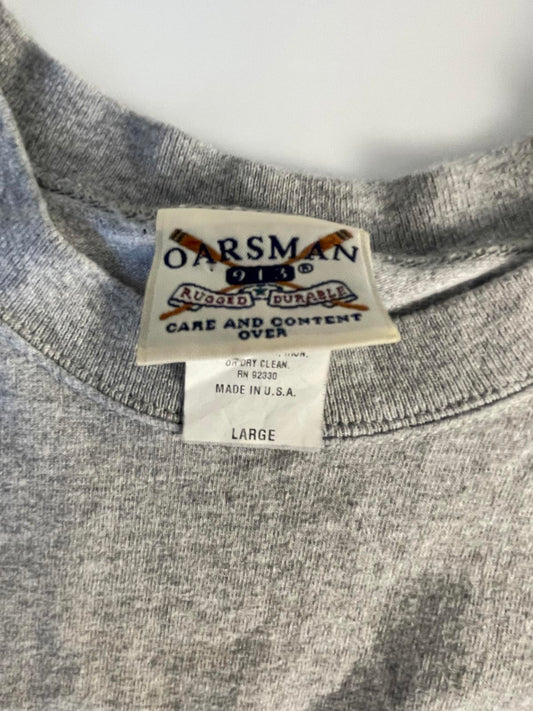 OARSMAN
913®
RUGGED DURABLE
CARE AND CONTENT
OVER
OR DRY CLEAN.
RN 92330
MADE IN U.S.A.
LARGE